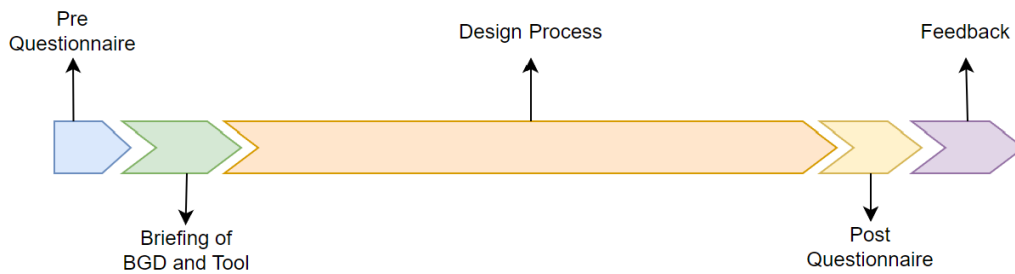 Pre
Questionnaire
Design Process
Feedback
Briefing of
BGD and Tool
Post
Questionnaire